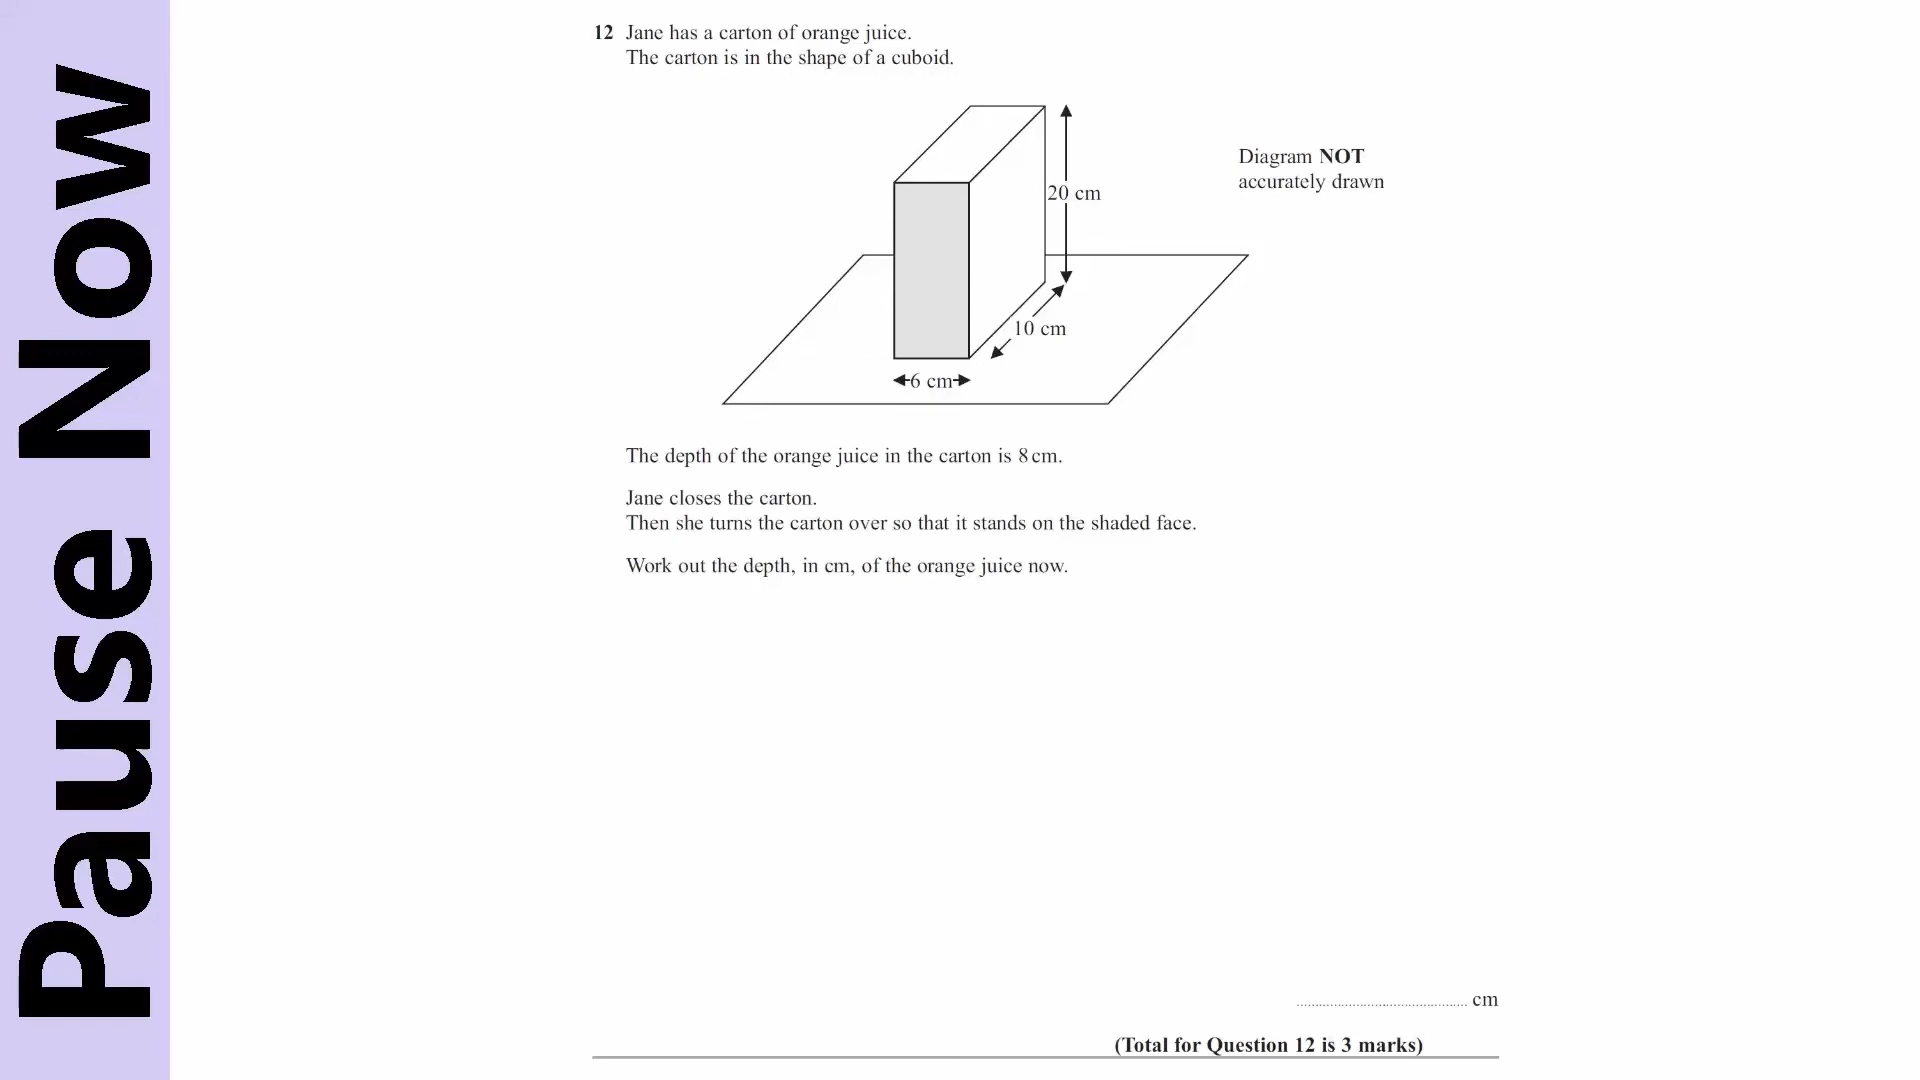 Pause Now
12 Jane has a carton of orange juice.
The carton is in the shape of a cuboid.
Diagram NOT
accurately drawn
20 cm
10 cm
6 cm
The depth of the orange juice in the carton is 8 cm.
Jane closes the carton.
Then she turns the carton over so that it stands on the shaded face.
Work out the depth, in cm, of the orange juice now.
.............................................. cm
(Total for Question 12 is 3 marks)